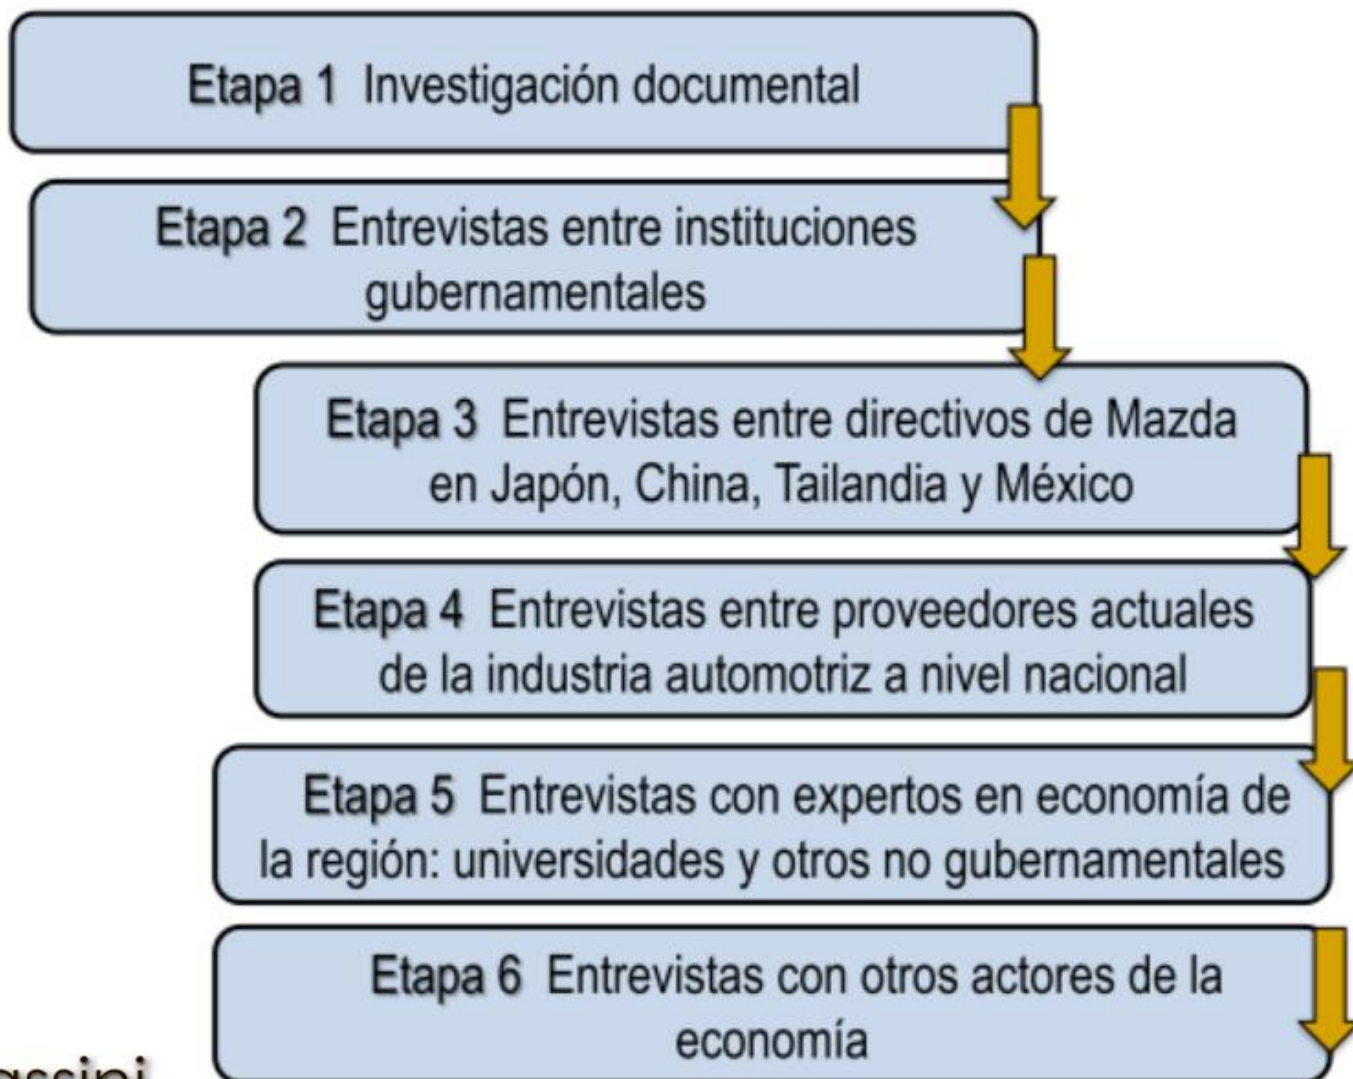 Etapa 1 Investigación documental
Etapa 2 Entrevistas entre instituciones
gubernamentales
Etapa 3 Entrevistas entre directivos de Mazda
en Japón, China, Tailandia y México
Etapa 4 Entrevistas entre proveedores actuales
de la industria automotriz a nivel nacional
Etapa 5 Entrevistas con expertos en economía de
la región: universidades y otros no gubernamentales
Etapa 6 Entrevistas con otros actores de la
economía